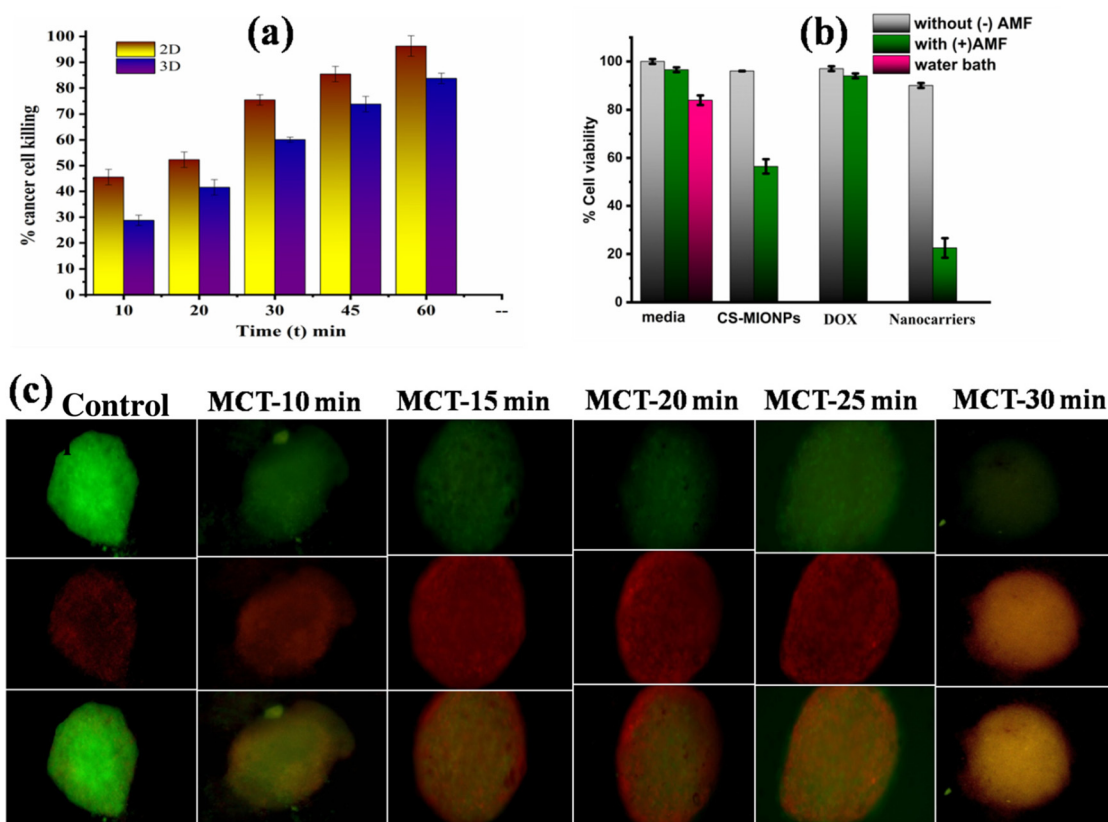 (a)
2D
3D
% cancer cell killing
100
90
80
70
60
50
40
30
20
10
0
10 20 30 45 60 --
Time (t) min
(b)
without (-) AMF
with (+)AMF
water bath
% Cell viability
100
80
60
40
20
0
media CS-MIONPs DOX Nanocarriers
(c) Control MCT-10 min MCT-15 min MCT-20 min MCT-25 min MCT-30 min